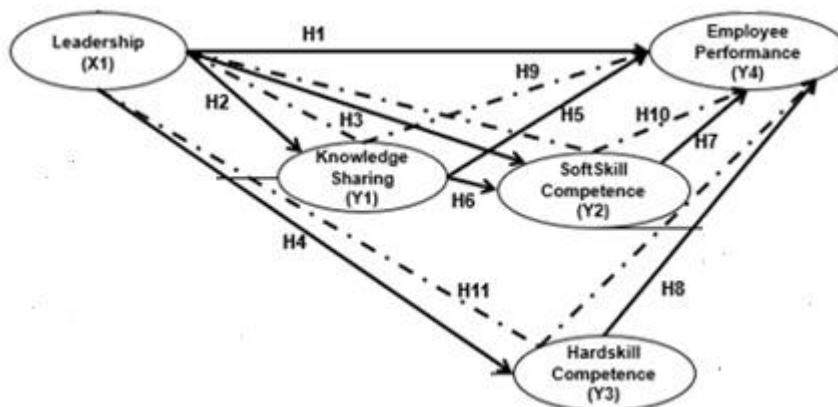 Leadership
(X1)
H1
Employee
Performance
(Y4)
H9
H2
H3
H5
H10
H7
Knowledge
Sharing
(Y1)
SoftSkill
Competence
(Y2)
H6
H4
H11
H8
Hardskill
Competence
(Y3)